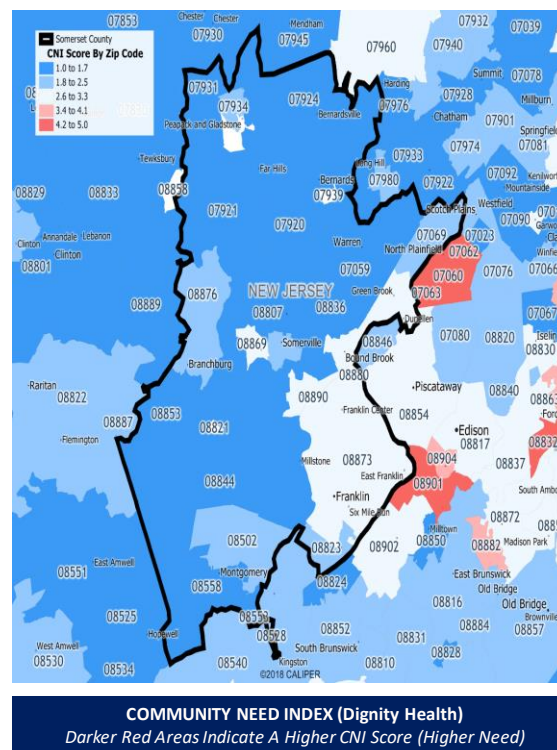 Somerset County
CNI Score By Zip Code
1.0 to 1.7
1.8 to 2.5
2.6 to 3.3
3.4 to 4.1
4.2 to 5.0
07853
Chester
Chester
07930
Mendham
07945
07960
07932
07039
07940
Harding
Summit
07078
07931
07934
07924
Peapack and Gladstone
Bernardsville
07976
07928
Millburn
Chatham
07901
Springfield
07081
07974
Tewksbury
07933
Far Hills
Bernards
07980
07922
07092
Mountainside
08829
08833
08858
07939
Scotch Plains
Westfield
07090
07921
07920
Warren
07069
North Plainfield
07023
07062
Clinton
Annandale
Lebanon
Clinton
08801
07059
07060
07076
07066
NEW JERSEY
Green Brook
07063
08889
08876
08807
08836
Dunellen
07067
08869
Somerville
08846
07080
08820
Iselin
08830
Bound Brook
Branchburg
08880
Raritan
08822
08890
Piscataway
08840
08863
08887
08853
Franklin Center
08854
Edison
08817
08832
Flemington
08821
Millstone
08873
08904
08837
East Franklin
08901
08844
Franklin
South Amboy
Six Mile Run
08872
08502
08823
08902
Milltown
08850
08882
Madison Park
East Amwell
08551
Montgomery
08558
08824
East Brunswick
Old Bridge
08816
Old Bridge
08525
08553
08528
08852
08884
08857
West Amwell
08530
Hopewell
South Brunswick
08831
08828
08534
08540
Kingston
08810
©2018 CALIPER
COMMUNITY NEED INDEX (Dignity Health)
Darker Red Areas Indicate A Higher CNI Score (Higher Need)